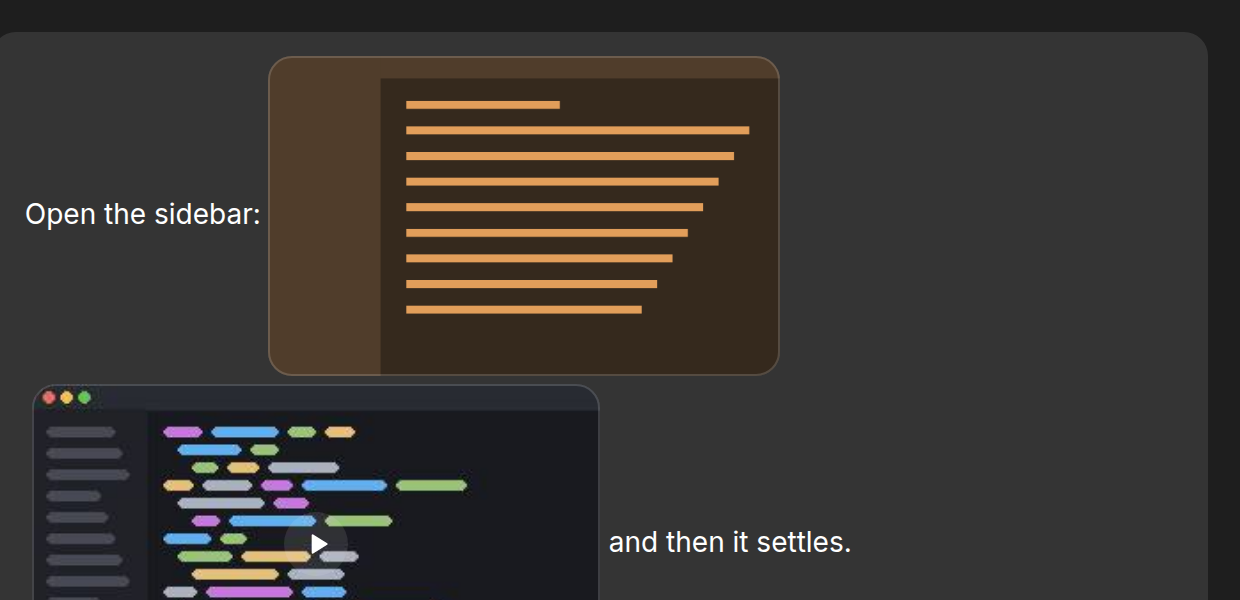 Open the sidebar:
and then it settles.